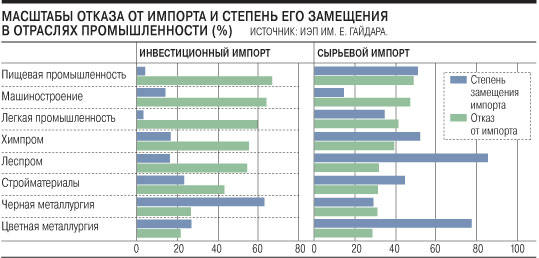 МАСШТАБЫ ОТКАЗА ОТ ИМПОРТА И СТЕПЕНЬ ЕГО ЗАМЕЩЕНИЯ
В ОТРАСЛЯХ ПРОМЫШЛЕННОСТИ (%) ИСТОЧНИК: ИЭП ИМ. Е. ГАЙДАРА.
ИНВЕСТИЦИОННЫЙ ИМПОРТ
СЫРЬЕВОЙ ИМПОРТ
Пищевая промышленность
Машиностроение
Легкая промышленность
Химпром
Леспром
Стройматериалы
Черная металлургия
Цветная металлургия
0 20 40 60 80
0 20 40 60 80 100
Степень
замещения
импорта
Отказ
от импорта